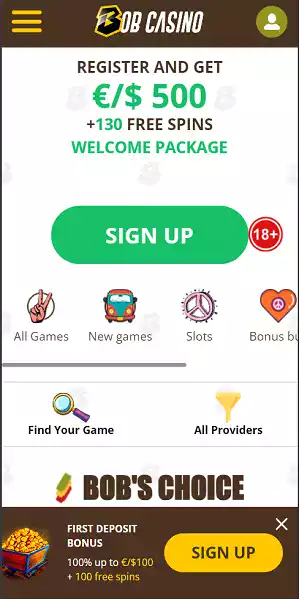 BOB CASINO
REGISTER AND GET
€/$ 500
+130 FREE SPINS
WELCOME PACKAGE
SIGN UP
18+
All Games New games Slots Bonus bu
Find Your Game All Providers
BOB'S CHOICE
FIRST DEPOSIT
BONUS
100% up to €/$100
+ 100 free spins
SIGN UP